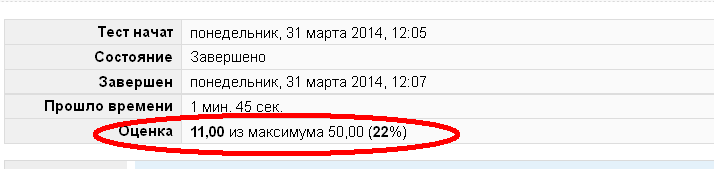 Тест начат понедельник, 31 марта 2014, 12:05
Состояние Завершено
Завершен понедельник, 31 марта 2014, 12:07
Прошло времени 1 мин. 45 сек.
Оценка 11,00 из максимума 50,00 (22%)